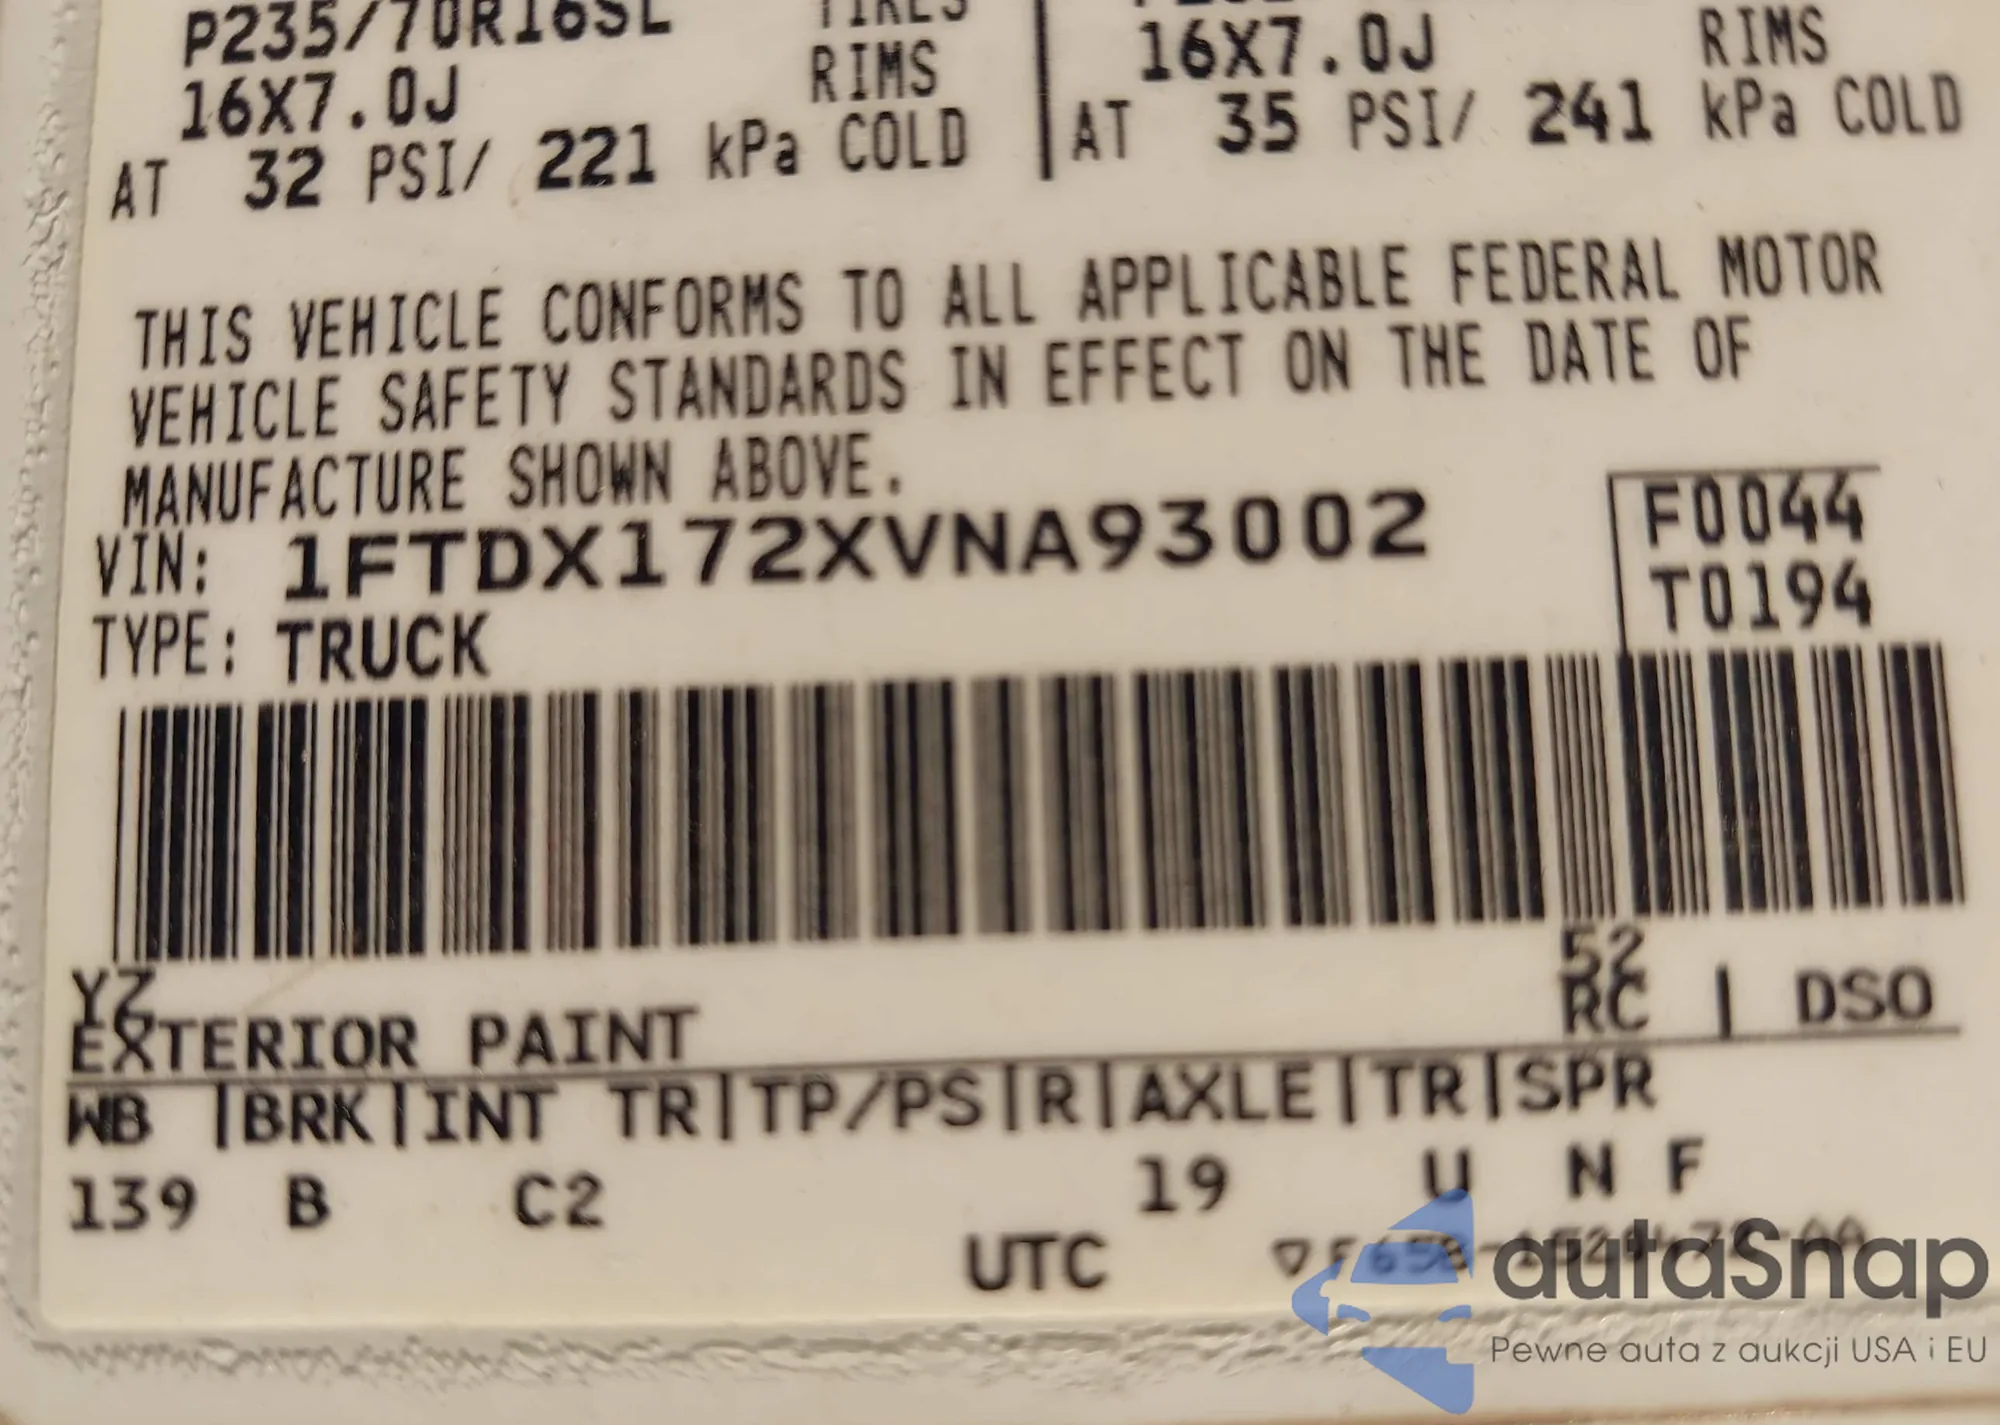 P235/70R16SL TIRES
16X7.0J RIMS 16X7.0J RIMS
AT 32 PSI/ 221 kPa COLD AT 35 PSI/ 241 kPa COLD
THIS VEHICLE CONFORMS TO ALL APPLICABLE FEDERAL MOTOR
VEHICLE SAFETY STANDARDS IN EFFECT ON THE DATE OF
MANUFACTURE SHOWN ABOVE.
VIN: 1FTDX172XVNA93002
F0044
T0194
TYPE: TRUCK
YZ
EXTERIOR PAINT
52
RC | DSO
WB |BRK|INT TR|TP/PS|R|AXLE|TR|SPR
139 B C2 19 U N F
UTC
autaSnap
Pewne auta z aukcji USA i EU